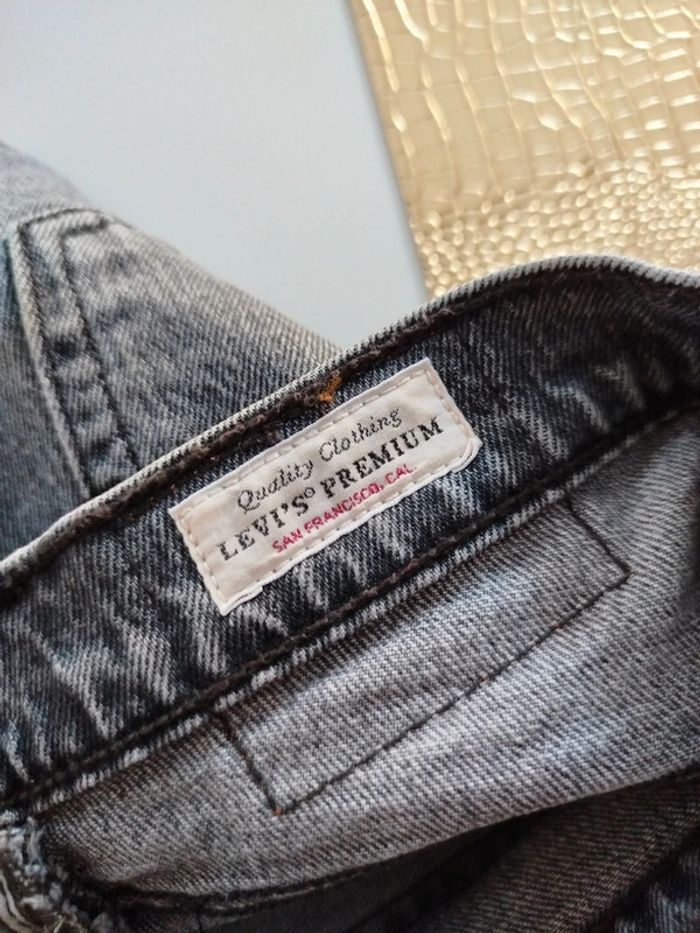 Quality Clothing
LEVI'S® PREMIUM
SAN FRANCISCO, CAL.